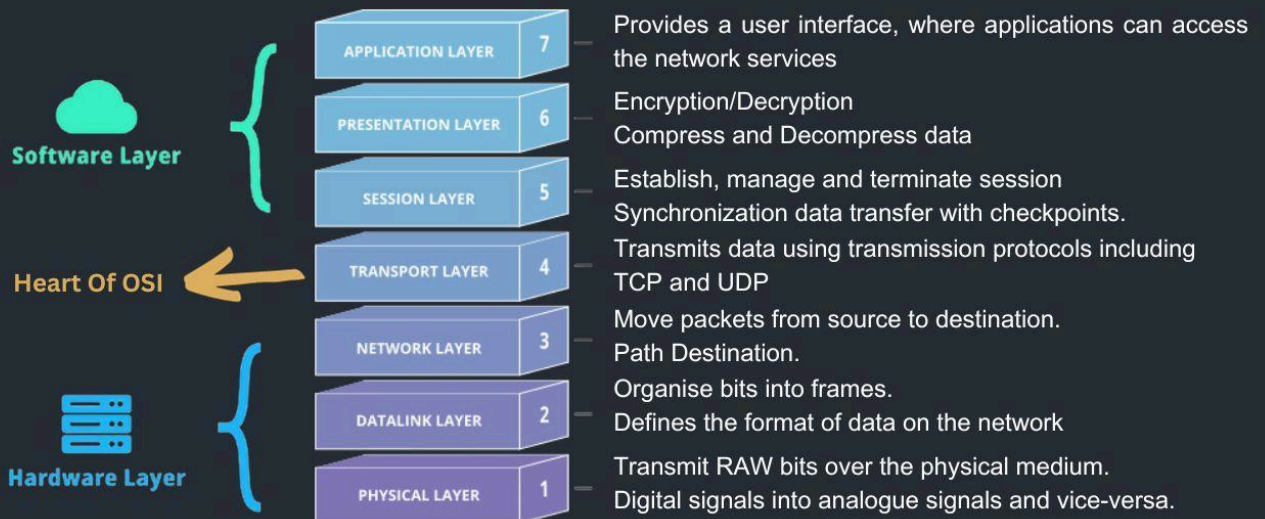 APPLICATION LAYER 7
Provides a user interface, where applications can access
the network services
PRESENTATION LAYER 6
Encryption/Decryption
Compress and Decompress data
Software Layer
SESSION LAYER 5
Establish, manage and terminate session
Synchronization data transfer with checkpoints.
Heart Of OSI
TRANSPORT LAYER 4
Transmits data using transmission protocols including
TCP and UDP
NETWORK LAYER 3
Move packets from source to destination.
Path Destination.
DATALINK LAYER 2
Organise bits into frames.
Defines the format of data on the network
Hardware Layer
PHYSICAL LAYER 1
Transmit RAW bits over the physical medium.
Digital signals into analogue signals and vice-versa.